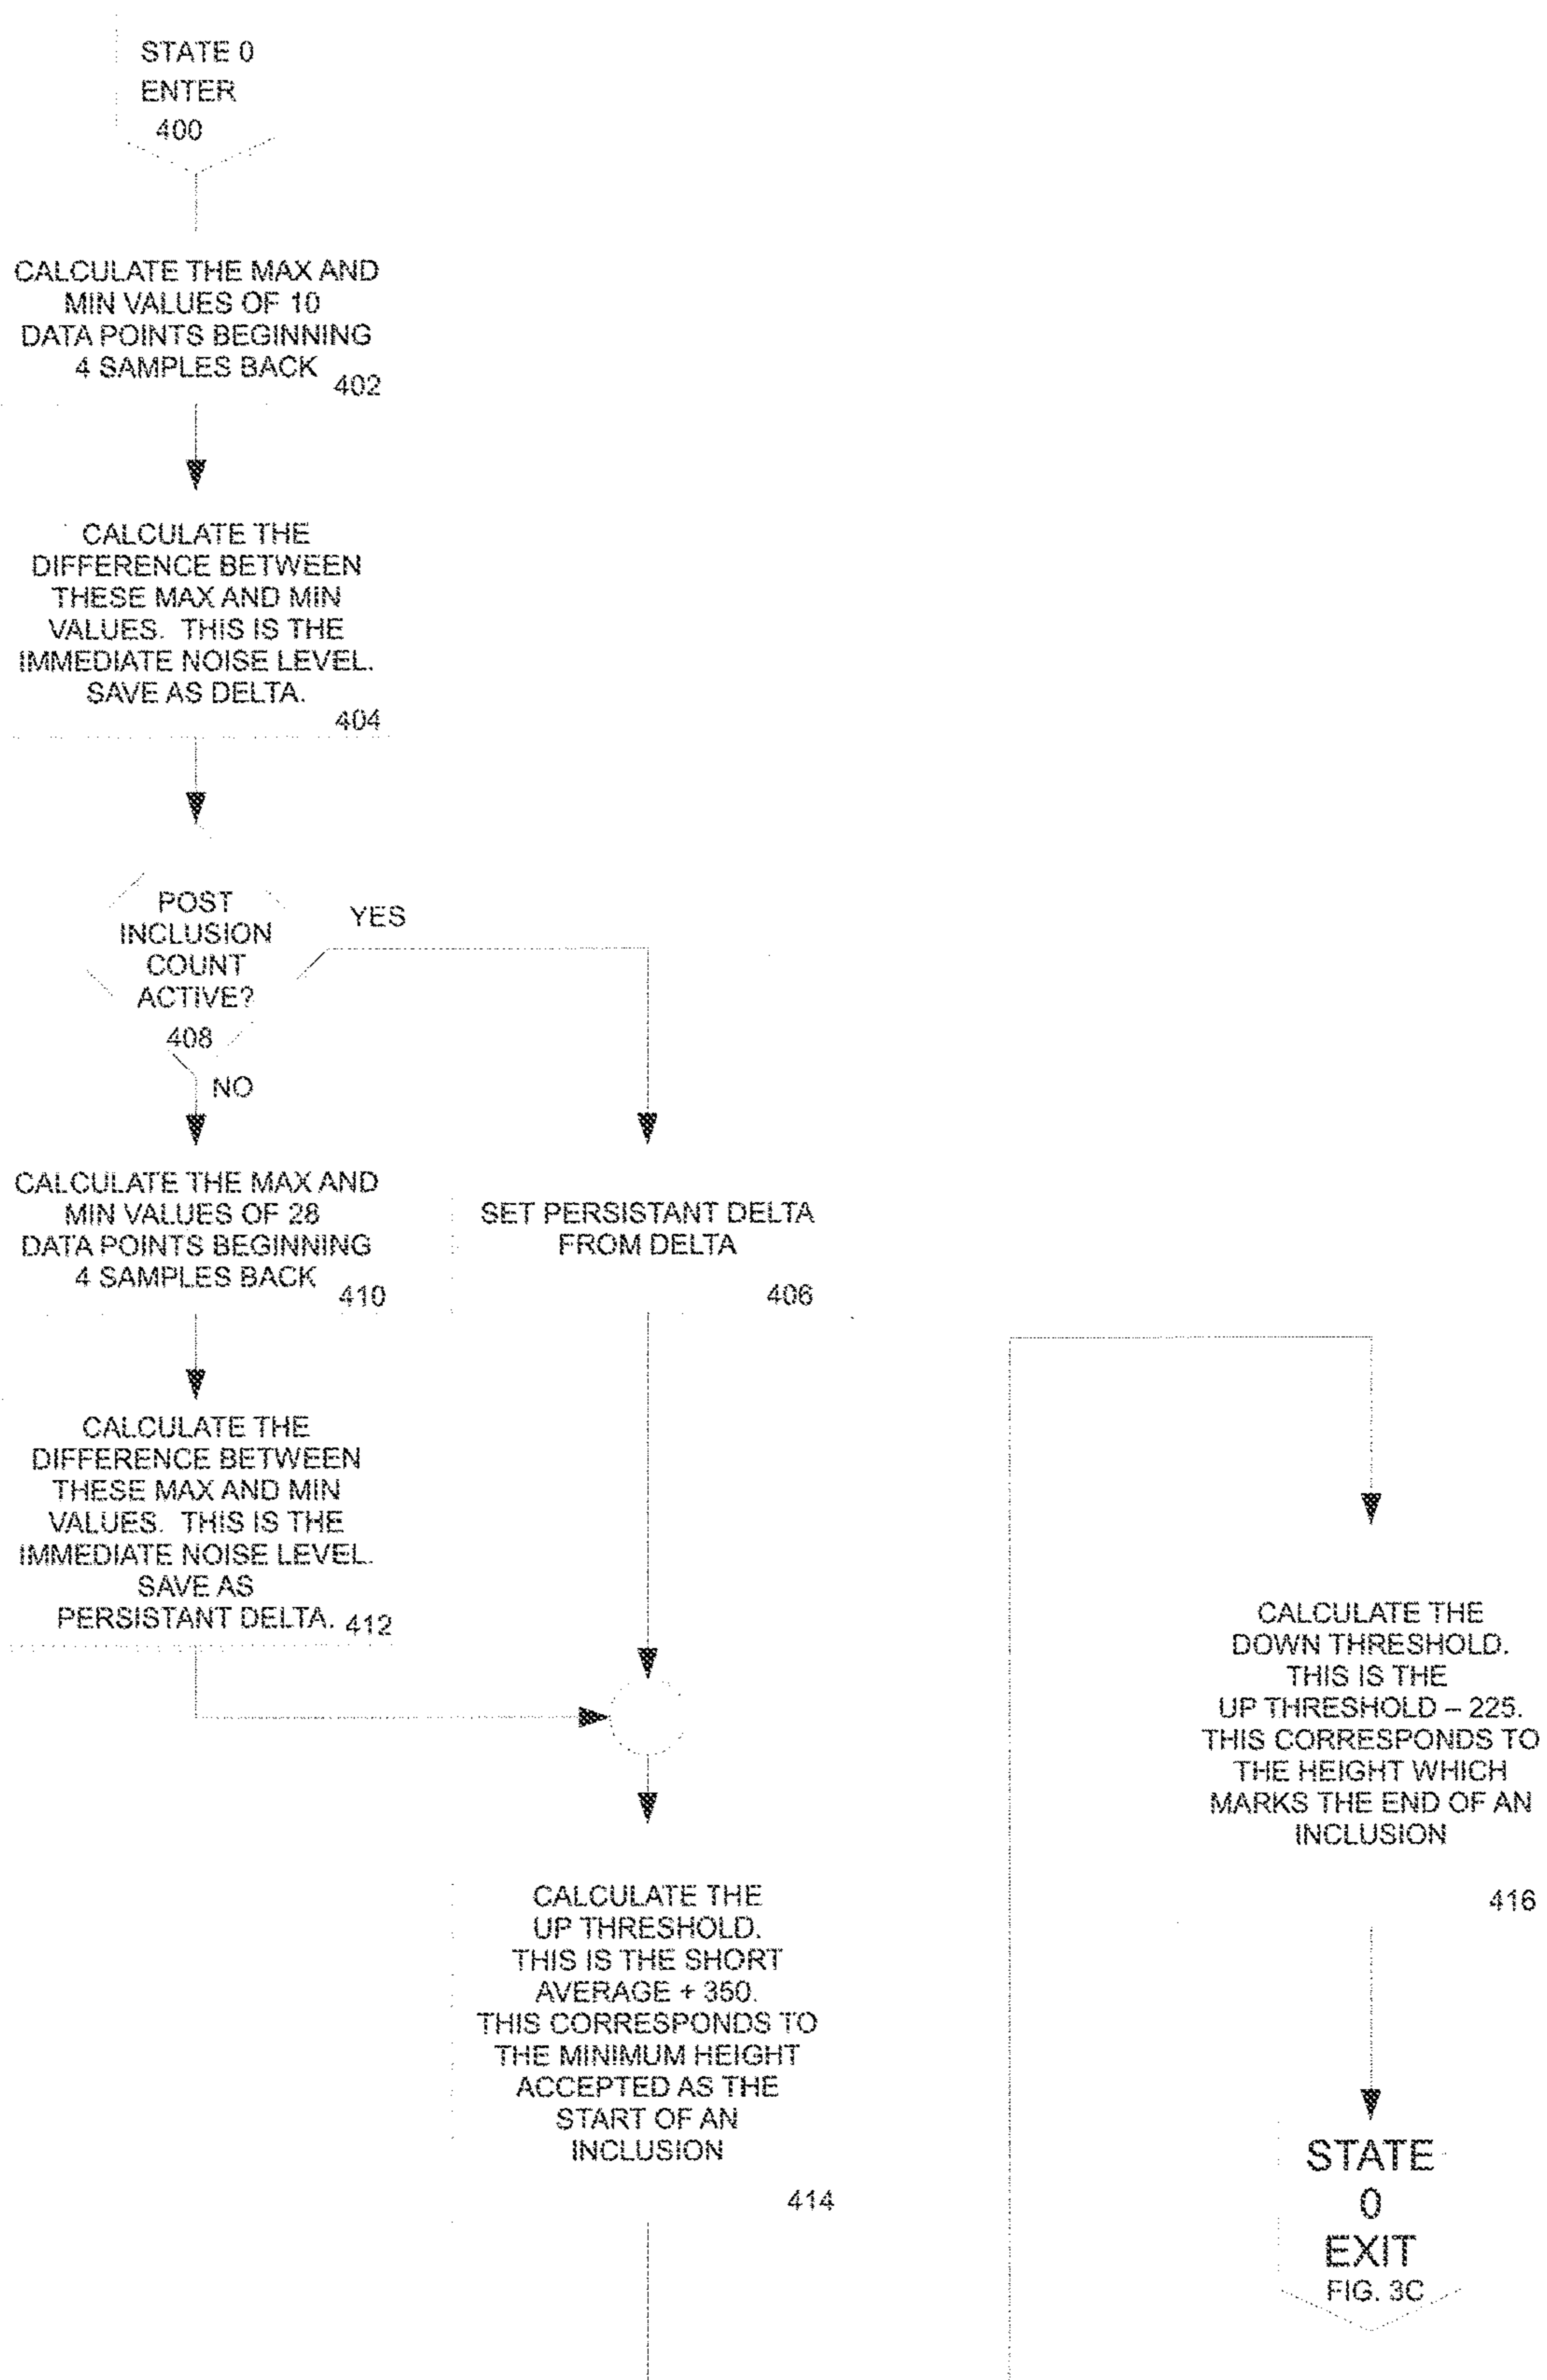 STATE 0
ENTER
400
CALCULATE THE MAX AND
MIN VALUES OF 10
DATA POINTS BEGINNING
4 SAMPLES BACK
402
CALCULATE THE
DIFFERENCE BETWEEN
THESE MAX AND MIN
VALUES. THIS IS THE
IMMEDIATE NOISE LEVEL.
SAVE AS DELTA.
404
POST
INCLUSION
COUNT
ACTIVE?
408
YES
NO
CALCULATE THE MAX AND
MIN VALUES OF 28
DATA POINTS BEGINNING
4 SAMPLES BACK
410
SET PERSISTANT DELTA
FROM DELTA
406
CALCULATE THE
DIFFERENCE BETWEEN
THESE MAX AND MIN
VALUES. THIS IS THE
IMMEDIATE NOISE LEVEL.
SAVE AS
PERSISTANT DELTA.
412
CALCULATE THE
UP THRESHOLD.
THIS IS THE SHORT
AVERAGE + 350.
THIS CORRESPONDS TO
THE MINIMUM HEIGHT
ACCEPTED AS THE
START OF AN
INCLUSION
414
CALCULATE THE
DOWN THRESHOLD.
THIS IS THE
UP THRESHOLD – 225.
THIS CORRESPONDS TO
THE HEIGHT WHICH
MARKS THE END OF AN
INCLUSION
416
STATE
0
EXIT
FIG. 3C